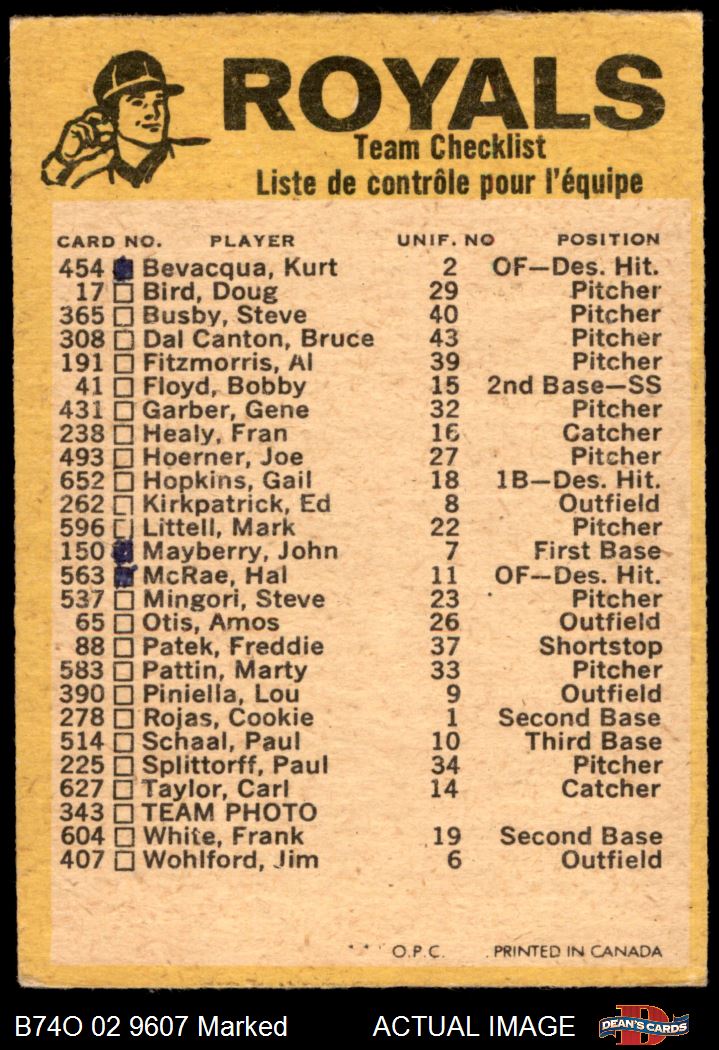 ROYALS
Team Checklist
Liste de contrôle pour l'équipe
CARD NO. PLAYER UNIF. NO POSITION
454 Bevacqua, Kurt 2 OF—Des. Hit.
17 Bird, Doug 29 Pitcher
365 Busby, Steve 40 Pitcher
308 Dal Canton, Bruce 43 Pitcher
191 Fitzmorris, Al 39 Pitcher
41 Floyd, Bobby 15 2nd Base—SS
431 Garber, Gene 32 Pitcher
238 Healy, Fran 16 Catcher
493 Hoerner, Joe 27 Pitcher
652 Hopkins, Gail 18 1B—Des. Hit.
262 Kirkpatrick, Ed 8 Outfield
596 Littell, Mark 22 Pitcher
150 Mayberry, John 7 First Base
563 McRae, Hal 11 OF—Des. Hit.
537 Mingori, Steve 23 Pitcher
65 Otis, Amos 26 Outfield
88 Patek, Freddie 37 Shortstop
583 Pattin, Marty 33 Pitcher
390 Piniella, Lou 9 Outfield
278 Rojas, Cookie 1 Second Base
514 Schaal, Paul 10 Third Base
225 Splittorff, Paul 34 Pitcher
627 Taylor, Carl 14 Catcher
343 TEAM PHOTO
604 White, Frank 19 Second Base
407 Wohlford, Jim 6 Outfield
O.P.C. PRINTED IN CANADA
B74O 02 9607 Marked ACTUAL IMAGE DEAN'S CARDS